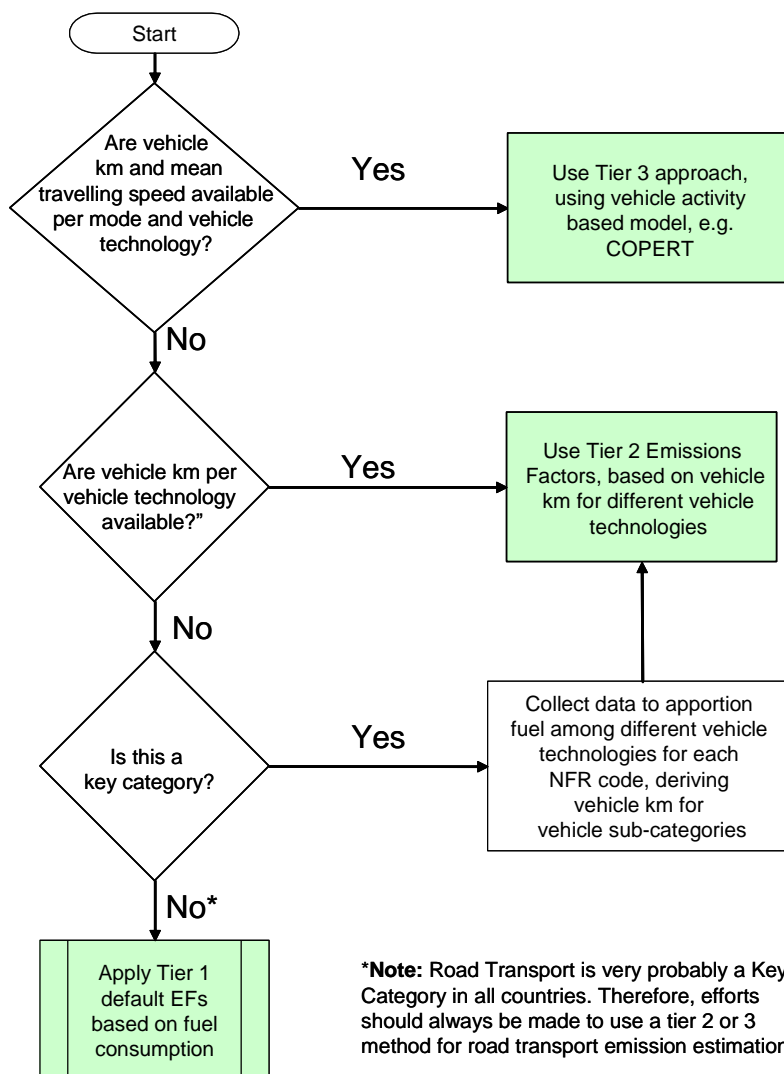 Start
Are vehicle
km and mean
travelling speed available
per mode and vehicle
technology?
Yes
Use Tier 3 approach,
using vehicle activity
based model, e.g.
COPERT
No
Are vehicle km per
vehicle technology
available?”
Yes
Use Tier 2 Emissions
Factors, based on vehicle
km for different vehicle
technologies
No
Is this a
key category?
Yes
Collect data to apportion
fuel among different vehicle
technologies for each
NFR code, deriving
vehicle km for
vehicle sub-categories
No*
Apply Tier 1
default EFs
based on fuel
consumption
*Note: Road Transport is very probably a Key
Category in all countries. Therefore, efforts
should always be made to use a tier 2 or 3
method for road transport emission estimation